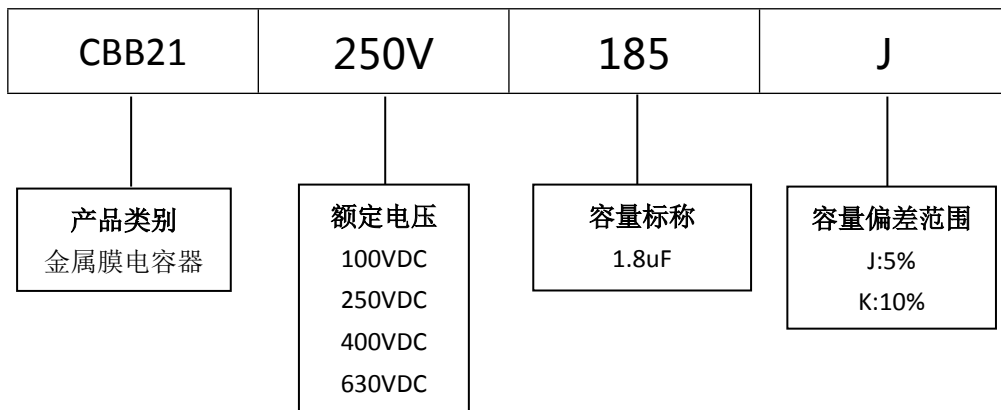 CBB21 250V 185 J
产品类别
金属膜电容器
额定电压
100VDC
250VDC
400VDC
630VDC
容量标称
1.8uF
容量偏差范围
J:5%
K:10%